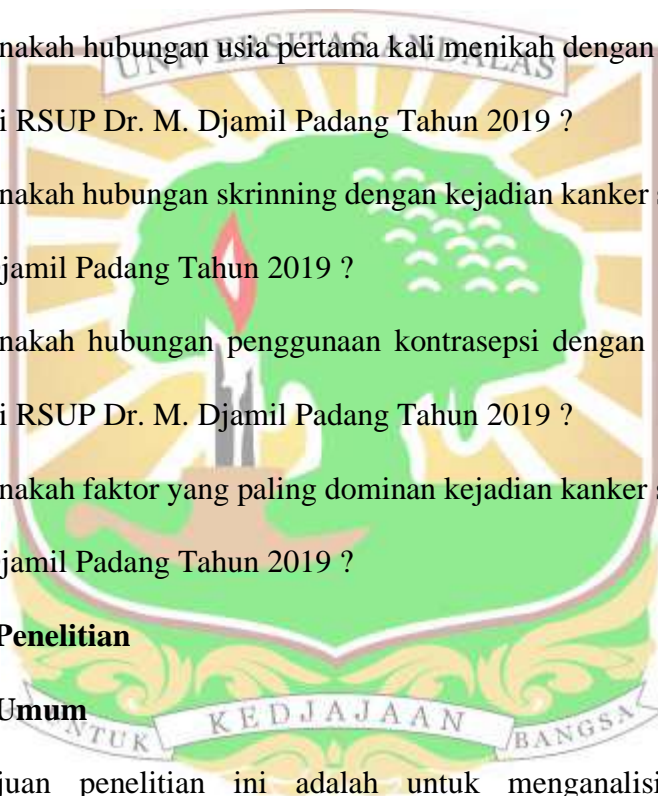 nakah hubungan usia pertama kali menikah dengan
UNIVERSITAS ANDALAS
i RSUP Dr. M. Djamil Padang Tahun 2019 ?
nakah hubungan skrinning dengan kejadian kanker s
jamil Padang Tahun 2019 ?
nakah hubungan penggunaan kontrasepsi dengan
i RSUP Dr. M. Djamil Padang Tahun 2019 ?
nakah faktor yang paling dominan kejadian kanker s
jamil Padang Tahun 2019 ?
Penelitian
Umum
UNTUK KEDJAJAAN BANGSA
juan penelitian ini adalah untuk menganalisi